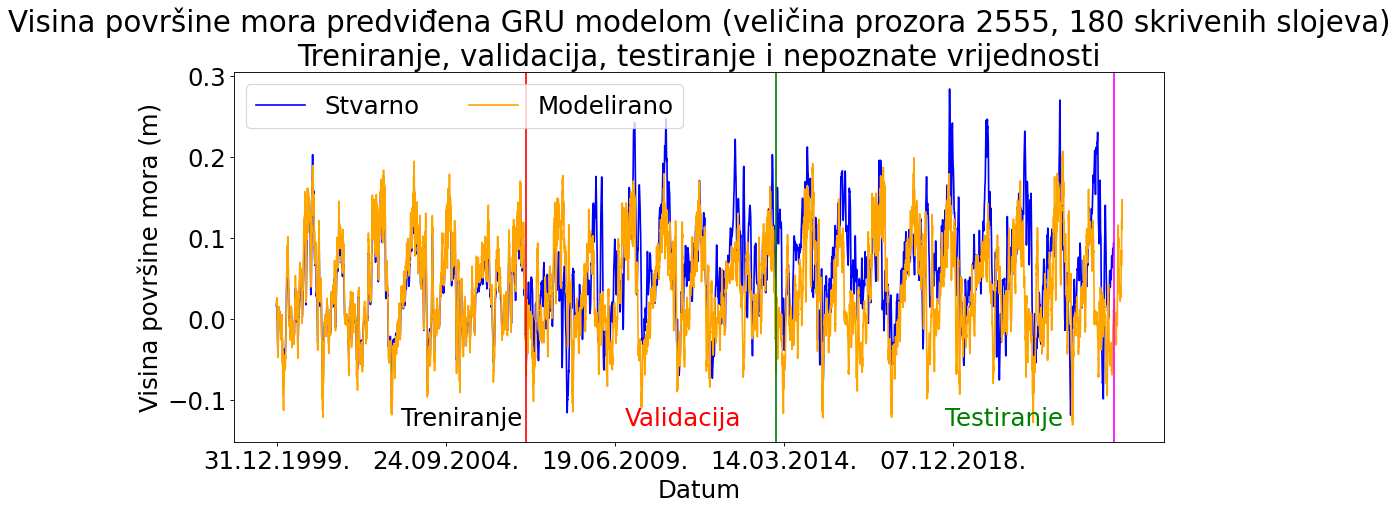 Visina površine mora predviđena GRU modelom (veličina prozora 2555, 180 skrivenih slojeva)
Treniranje, validacija, testiranje i nepoznate vrijednosti
Stvarno
Modelirano
Visina površine mora (m)
0.3
0.2
0.1
0.0
−0.1
Treniranje
Validacija
Testiranje
31.12.1999.
24.09.2004.
19.06.2009.
14.03.2014.
07.12.2018.
Datum